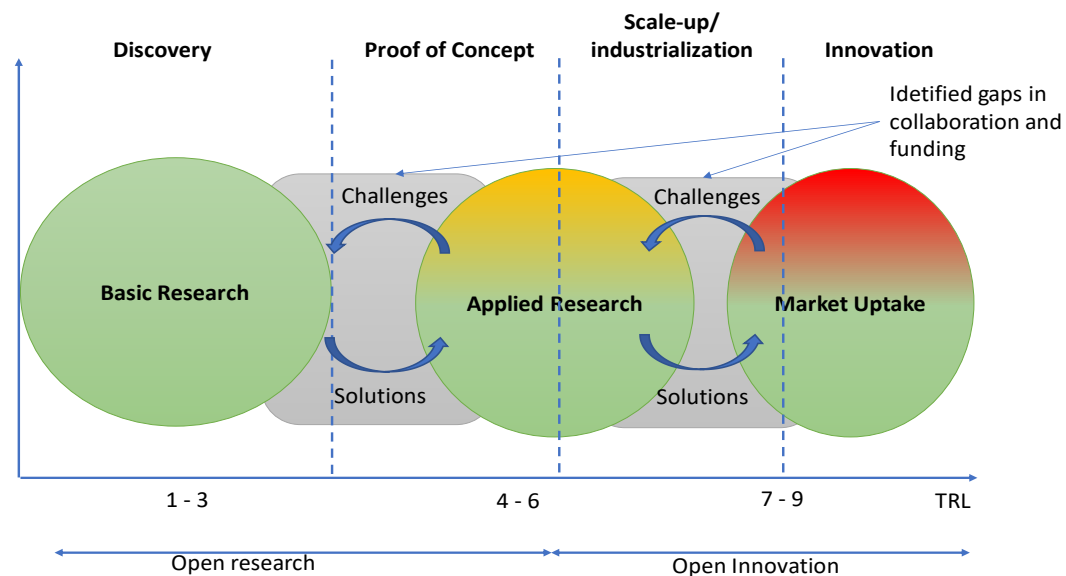 Discovery
Proof of Concept
Scale-up/
industrialization
Innovation
Idetified gaps in
collaboration and
funding
Challenges
Challenges
Basic Research
Applied Research
Market Uptake
Solutions
Solutions
1 - 3
4 - 6
7 - 9
TRL
Open research
Open Innovation